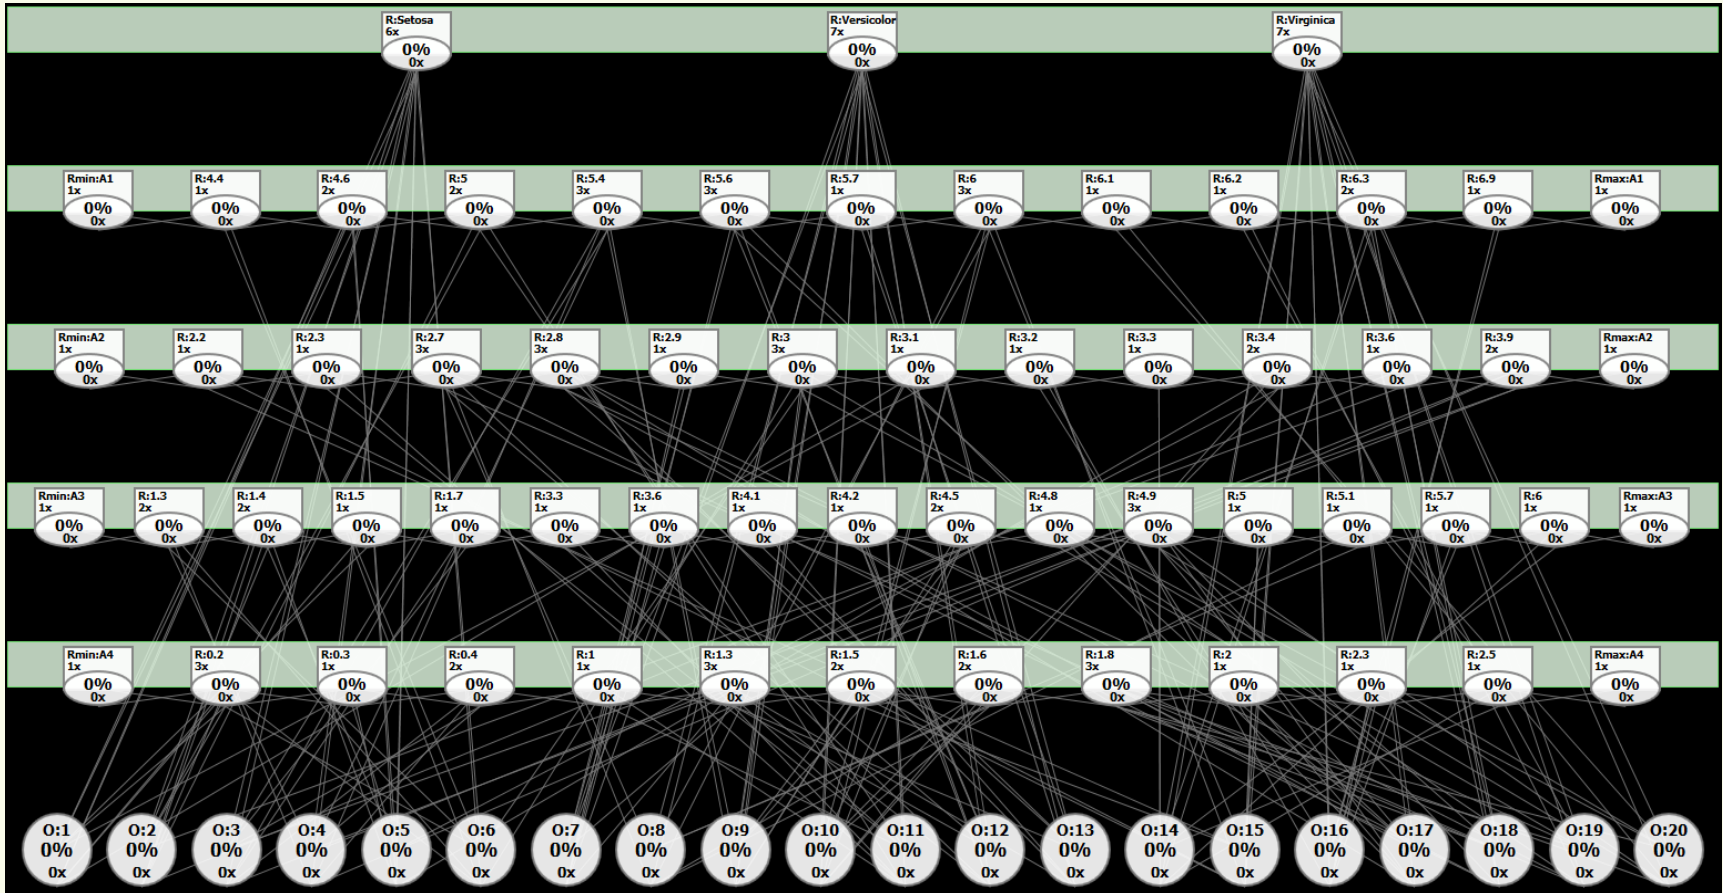 R:Setosa R:Versicolor R:Virginica
6x 7x 7x
0% 0% 0%
0x 0x 0x
Rmin:A1 R:4.4 R:4.6 R:5 R:5.4 R:5.6 R:5.7 R:6 R:6.1 R:6.2 R:6.3 R:6.9 Rmax:A1
1x 1x 2x 2x 3x 3x 1x 3x 1x 1x 2x 1x 1x
0% 0% 0% 0% 0% 0% 0% 0% 0% 0% 0% 0% 0%
0x 0x 0x 0x 0x 0x 0x 0x 0x 0x 0x 0x 0x
Rmin:A2 R:2.2 R:2.3 R:2.7 R:2.8 R:2.9 R:3 R:3.1 R:3.2 R:3.3 R:3.4 R:3.6 R:3.9 Rmax:A2
1x 1x 1x 3x 3x 1x 3x 1x 1x 1x 2x 1x 2x 1x
0% 0% 0% 0% 0% 0% 0% 0% 0% 0% 0% 0% 0% 0%
0x 0x 0x 0x 0x 0x 0x 0x 0x 0x 0x 0x 0x 0x
Rmin:A3 R:1.3 R:1.4 R:1.5 R:1.7 R:3.3 R:3.6 R:4.1 R:4.2 R:4.5 R:4.8 R:4.9 R:5 R:5.1 R:5.7 R:6 Rmax:A3
1x 2x 2x 1x 1x 1x 1x 1x 1x 2x 1x 3x 1x 1x 1x 1x 1x
0% 0% 0% 0% 0% 0% 0% 0% 0% 0% 0% 0% 0% 0% 0% 0% 0%
0x 0x 0x 0x 0x 0x 0x 0x 0x 0x 0x 0x 0x 0x 0x 0x 0x
Rmin:A4 R:0.2 R:0.3 R:0.4 R:1 R:1.3 R:1.5 R:1.6 R:1.8 R:2 R:2.3 R:2.5 Rmax:A4
1x 3x 1x 2x 1x 3x 2x 2x 3x 1x 1x 1x 1x
0% 0% 0% 0% 0% 0% 0% 0% 0% 0% 0% 0% 0%
0x 0x 0x 0x 0x 0x 0x 0x 0x 0x 0x 0x 0x
O:1 O:2 O:3 O:4 O:5 O:6 O:7 O:8 O:9 O:10 O:11 O:12 O:13 O:14 O:15 O:16 O:17 O:18 O:19 O:20
0% 0% 0% 0% 0% 0% 0% 0% 0% 0% 0% 0% 0% 0% 0% 0% 0% 0% 0% 0%
0x 0x 0x 0x 0x 0x 0x 0x 0x 0x 0x 0x 0x 0x 0x 0x 0x 0x 0x 0x